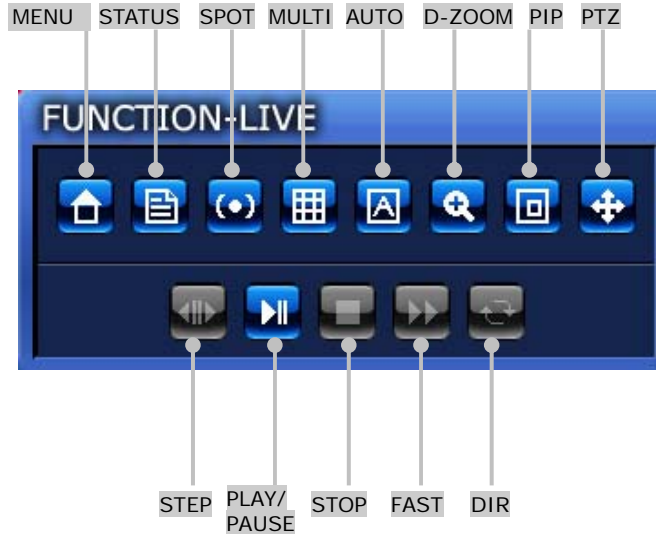 MENU STATUS SPOT MULTI AUTO D-ZOOM PIP PTZ
FUNCTION-LIVE
A
STEP PLAY/ STOP FAST DIR
PAUSE